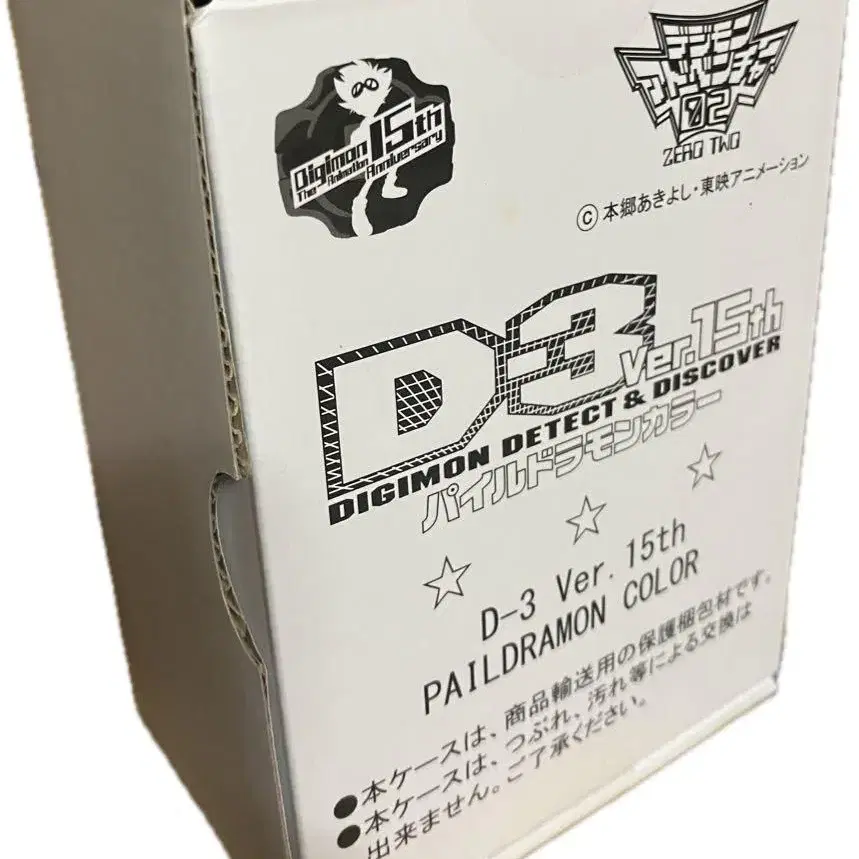 Digimon 15th
The Animation Anniversary
デジモン
アドベンチャー
02
ZERO TWO
© 本郷あきよし・東映アニメーション
D-3 Ver.15th
DIGIMON DETECT & DISCOVER
パイルドラモンカラー
☆ ☆ ☆
D-3 Ver. 15th
PAILDRAMON COLOR
●本ケースは、商品輸送用の保護梱包材です。
●本ケースは、つぶれ、汚れ等による交換は
出来ません。ご了承ください。